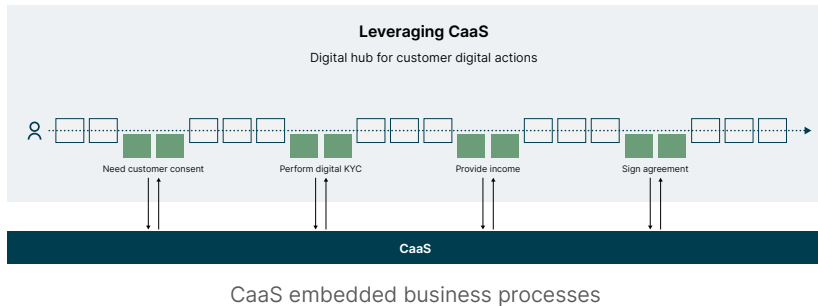 Leveraging CaaS
Digital hub for customer digital actions
Need customer consent
Perform digital KYC
Provide income
Sign agreement
CaaS
CaaS embedded business processes